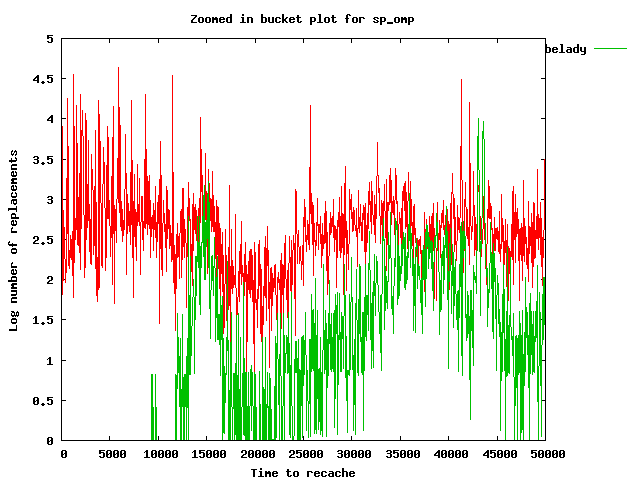 Zoomed in bucket plot for sp_omp
belady
5
4.5
4
3.5
3
2.5
2
1.5
1
0.5
0
Log number of replacements
0 5000 10000 15000 20000 25000 30000 35000 40000 45000 50000
Time to recache